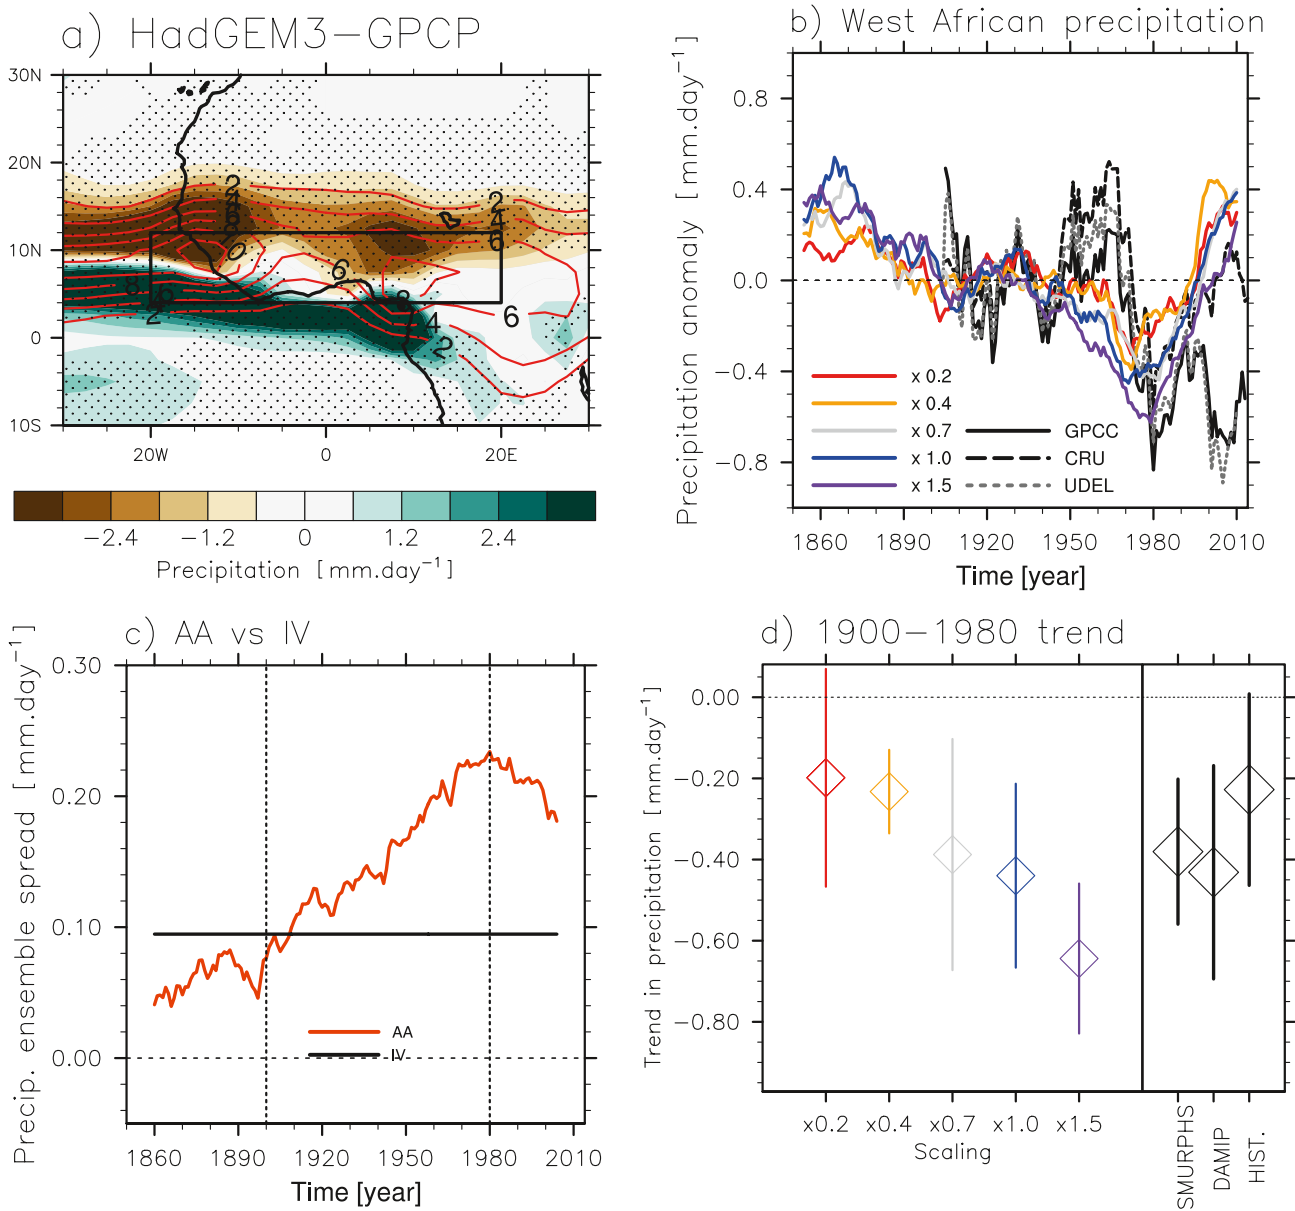 a) HadGEM3−GPCP
30N
20N
10N
0
10S
20W
0
20E
2
4
6
8
0
2
4
6
6
8
6
4
2
8
6
2
−2.4
−1.2
0
1.2
2.4
Precipitation [mm.day−1]
b) West African precipitation
Precipitation anomaly [mm.day−1]
0.8
0.4
0.0
−0.4
−0.8
x 0.2
x 0.4
x 0.7
x 1.0
x 1.5
GPCC
CRU
UDEL
1860
1890
1920
1950
1980
2010
Time [year]
c) AA vs IV
Precip. ensemble spread [mm.day−1]
0.30
0.20
0.10
0.00
AA
IV
1860
1890
1920
1950
1980
2010
Time [year]
d) 1900−1980 trend
Trend in precipitation [mm.day−1]
0.00
−0.20
−0.40
−0.60
−0.80
x0.2
x0.4
x0.7
x1.0
x1.5
Scaling
SMURPHS
DAMIP
HIST.